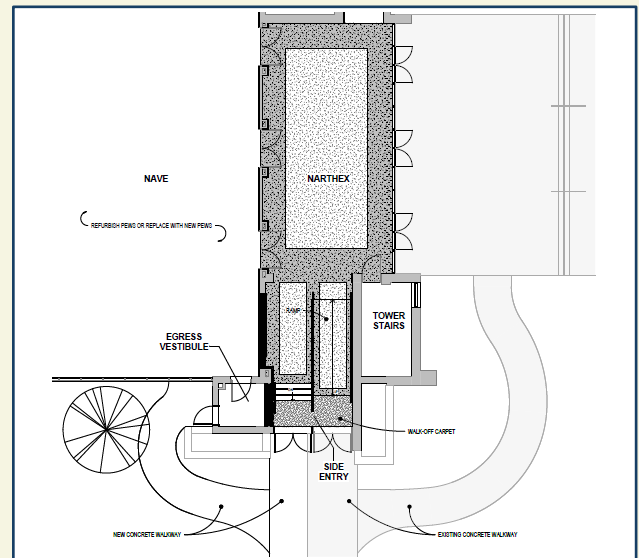 NAVE
NARTHEX
REFURBISH PEWS OR REPLACE WITH NEW PEWS
RAMP
TOWER
STAIRS
EGRESS
VESTIBULE
WALK-OFF CARPET
SIDE
ENTRY
NEW CONCRETE WALKWAY
EXISTING CONCRETE WALKWAY